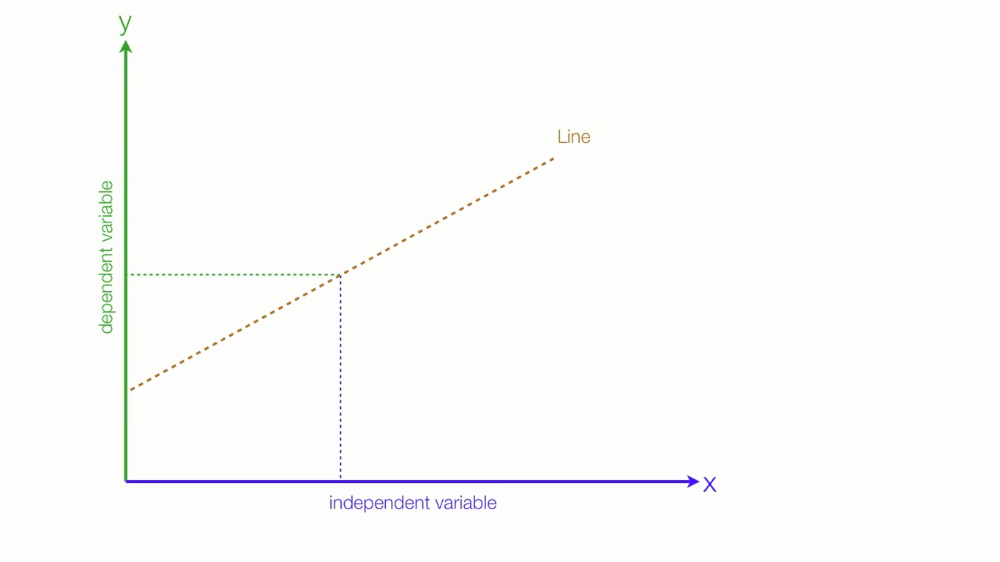 y
Line
dependent variable
x
independent variable